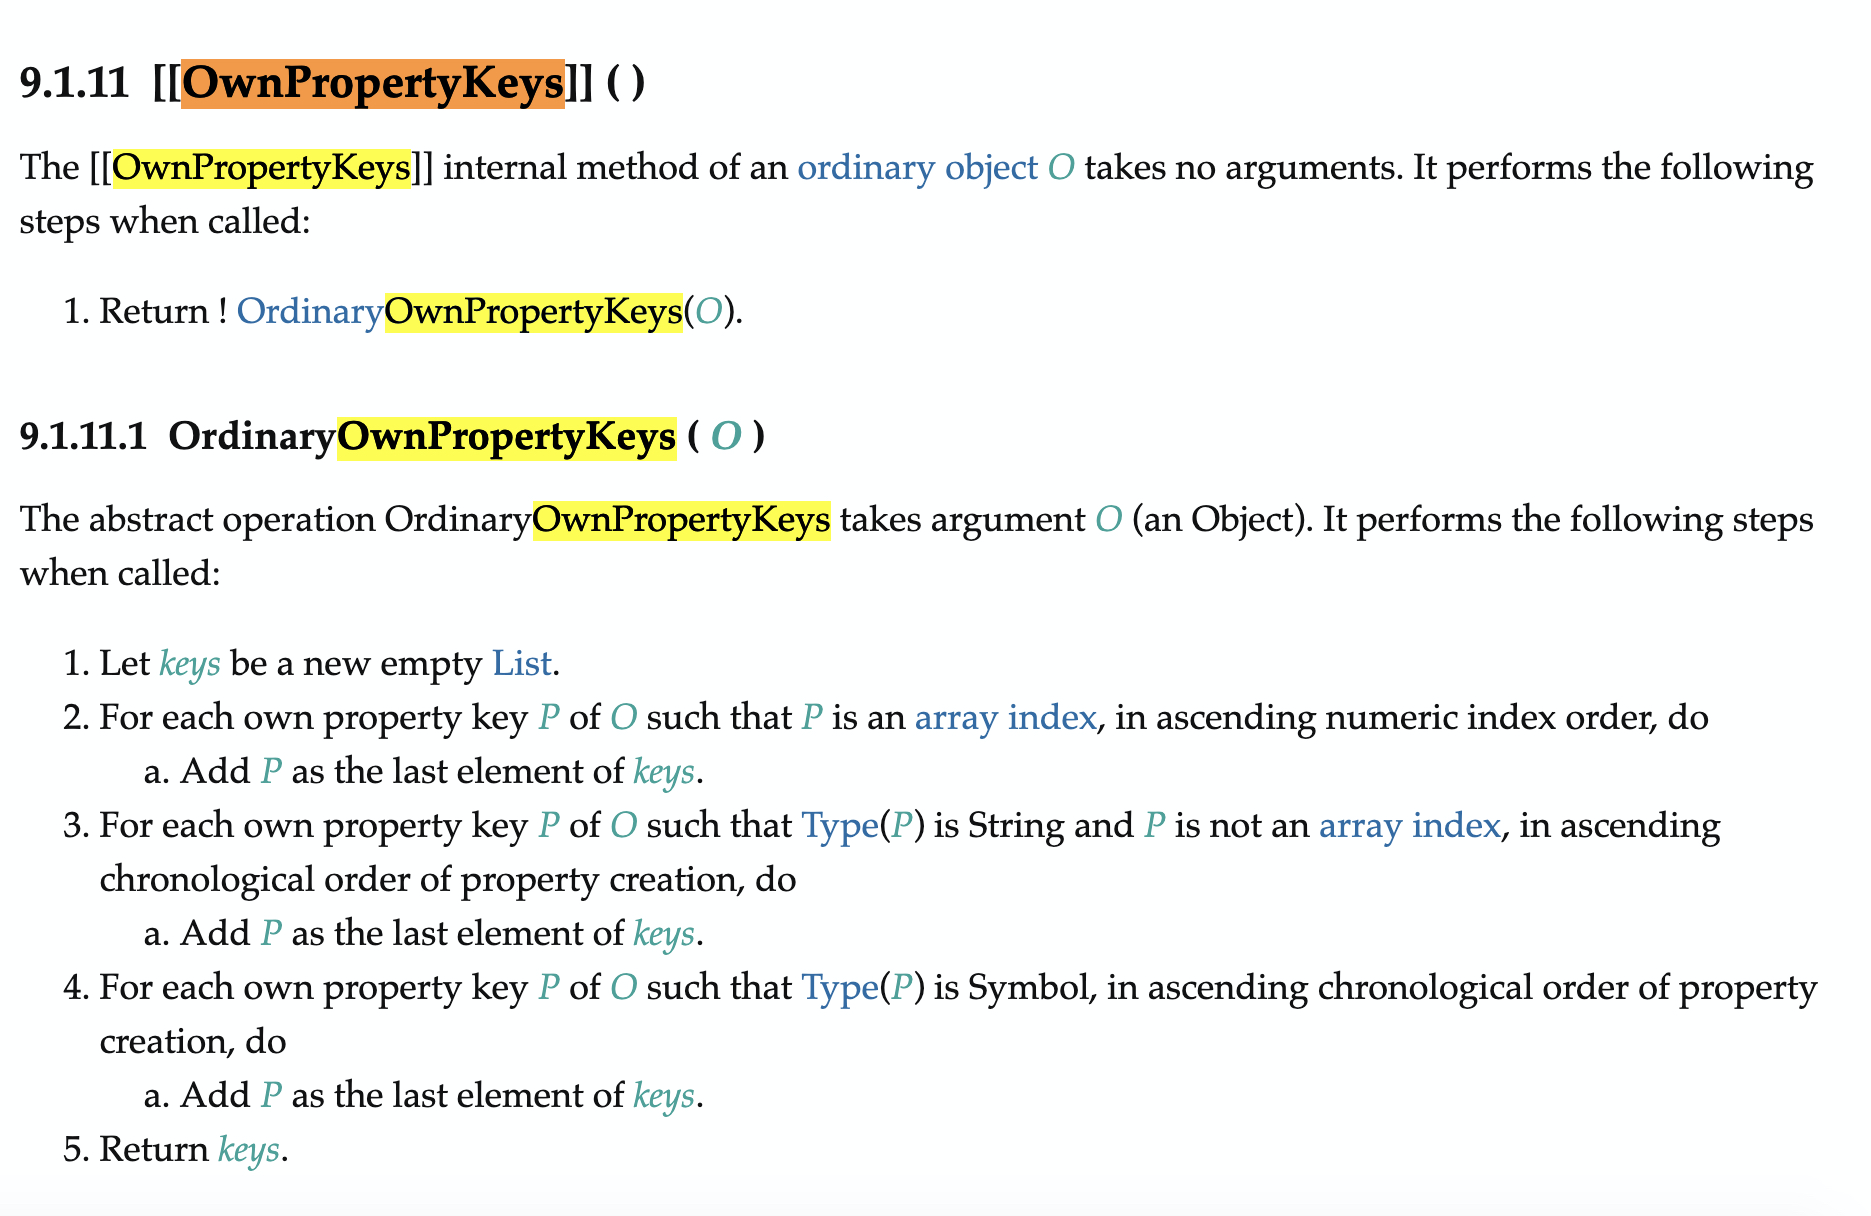 9.1.11 [[OwnPropertyKeys]] ( )
The [[OwnPropertyKeys]] internal method of an ordinary object O takes no arguments. It performs the following
steps when called:
1. Return ! OrdinaryOwnPropertyKeys(O).
9.1.11.1 OrdinaryOwnPropertyKeys ( O )
The abstract operation OrdinaryOwnPropertyKeys takes argument O (an Object). It performs the following steps
when called:
1. Let keys be a new empty List.
2. For each own property key P of O such that P is an array index, in ascending numeric index order, do
a. Add P as the last element of keys.
3. For each own property key P of O such that Type(P) is String and P is not an array index, in ascending
chronological order of property creation, do
a. Add P as the last element of keys.
4. For each own property key P of O such that Type(P) is Symbol, in ascending chronological order of property
creation, do
a. Add P as the last element of keys.
5. Return keys.